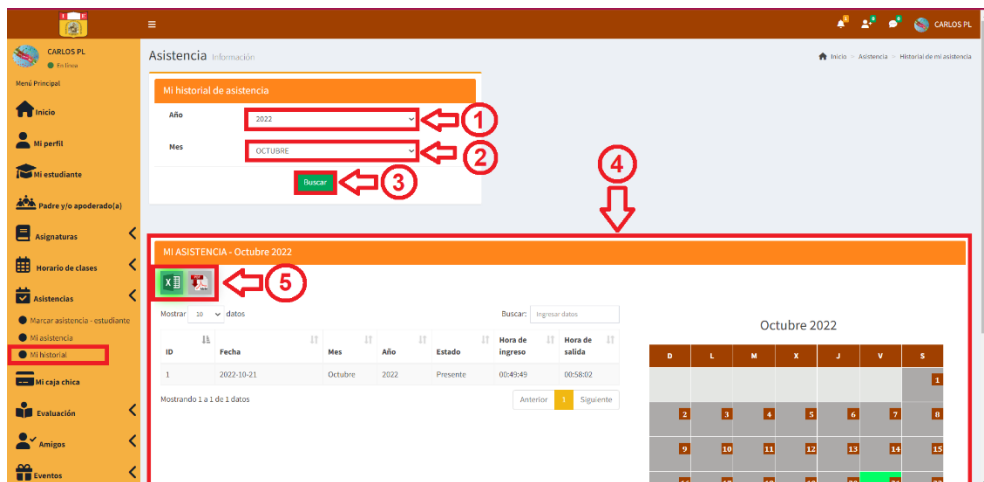 CARLOS PL
CARLOS PL
En línea
Menú Principal
Inicio
Mi perfil
Mi estudiante
Padre y/o apoderado(a)
Asignaturas
Horario de clases
Asistencias
Marcar asistencia - estudiante
Mi asistencia
Mi historial
Mi caja chica
Evaluación
Amigos
Eventos
Asistencia Información
Inicio > Asistencia > Historial de mi asistencia
Mi historial de asistencia
Año 2022 1
Mes OCTUBRE 2
Buscar 3
4
MI ASISTENCIA - Octubre 2022
5
Mostrar 10 datos Buscar: Ingresar datos
ID Fecha Mes Año Estado Hora de ingreso Hora de salida
1 2022-10-21 Octubre 2022 Presente 00:49:49 00:58:02
Mostrando 1 a 1 de 1 datos Anterior 1 Siguiente
Octubre 2022
D L M X J V S
1
2 3 4 5 6 7 8
9 10 11 12 13 14 15